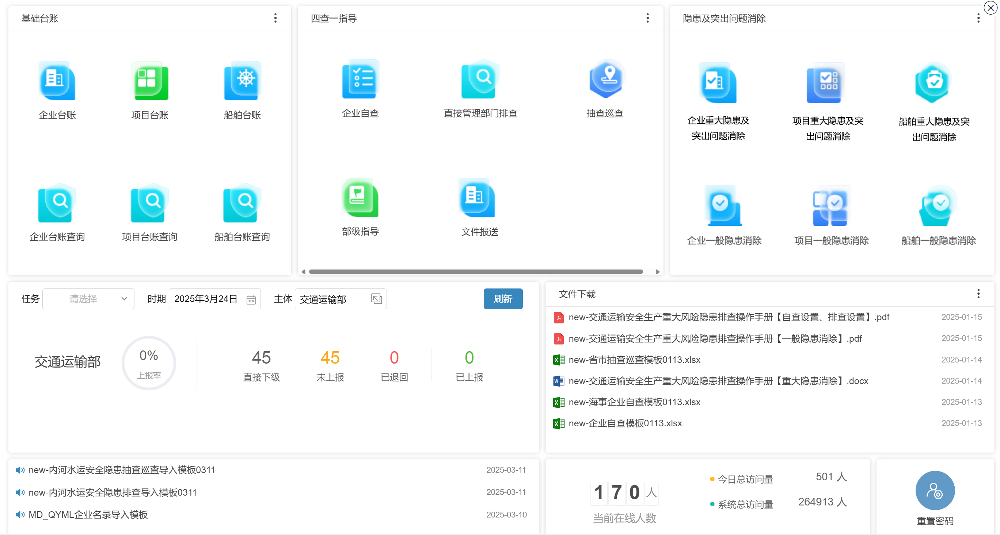 基础台账
企业台账
项目台账
船舶台账
企业台账查询
项目台账查询
船舶台账查询
四查一指导
企业自查
直接管理部门排查
抽查巡查
部级指导
文件报送
隐患及突出问题消除
企业重大隐患及
突出问题消除
项目重大隐患及突
出问题消除
船舶重大隐患及突
出问题消除
企业一般隐患消除
项目一般隐患消除
船舶一般隐患消除
任务 请选择 时期 2025年3月24日 主体 交通运输部 刷新
交通运输部
0%
上报率
45
直接下级
45
未上报
0
已退回
0
已上报
文件下载
new-交通运输安全生产重大风险隐患排查操作手册【自查设置、排查设置】.pdf 2025-01-15
new-交通运输安全生产重大风险隐患排查操作手册【一般隐患消除】.pdf 2025-01-15
new-省市抽查巡查模板0113.xlsx 2025-01-14
new-交通运输安全生产重大风险隐患排查操作手册【重大隐患消除】.docx 2025-01-14
new-海事企业自查模板0113.xlsx 2025-01-13
new-企业自查模板0113.xlsx 2025-01-13
new-内河水运安全隐患抽查巡查导入模板0311 2025-03-11
new-内河水运安全隐患排查导入模板0311 2025-03-11
MD_QYML企业名录导入模板 2025-03-10
170人
当前在线人数
今日总访问量 501 人
系统总访问量 264913 人
重置密码